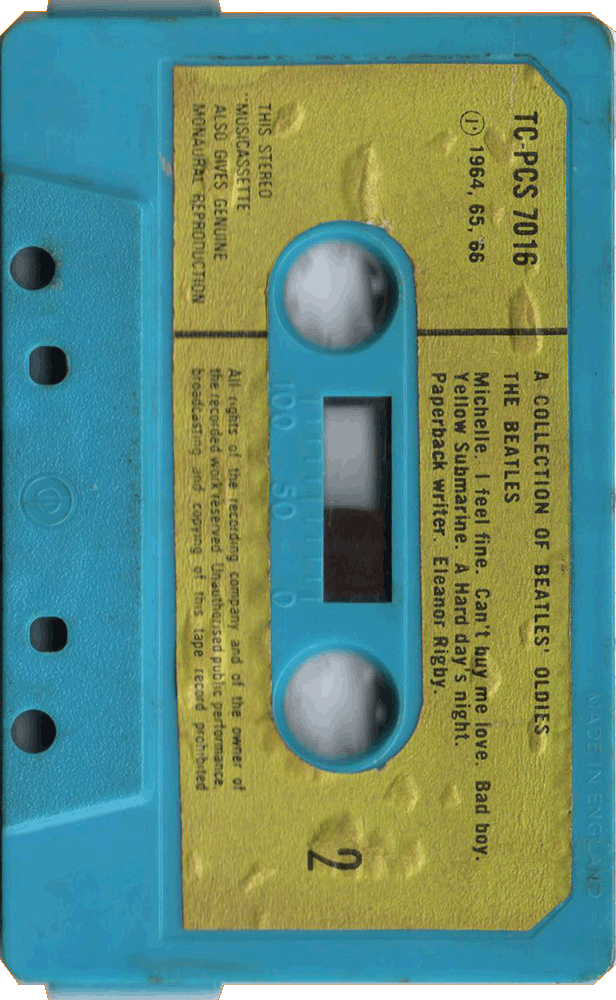 TC-PCS 7016
Ⓟ 1964, 65, 66
A COLLECTION OF BEATLES' OLDIES
THE BEATLES
Michelle. I feel fine. Can't buy me love. Bad boy.
Yellow Submarine. A Hard day's night.
Paperback writer. Eleanor Rigby.
100 50 0
2
THIS STEREO
"MUSICASSETTE
ALSO GIVES GENUINE
MONAURAL REPRODUCTION
All rights of the recording company and of the owner of
the recorded work reserved Unauthorised public performance.
broadcasting and copying of this tape record prohibited
MADE IN ENGLAND